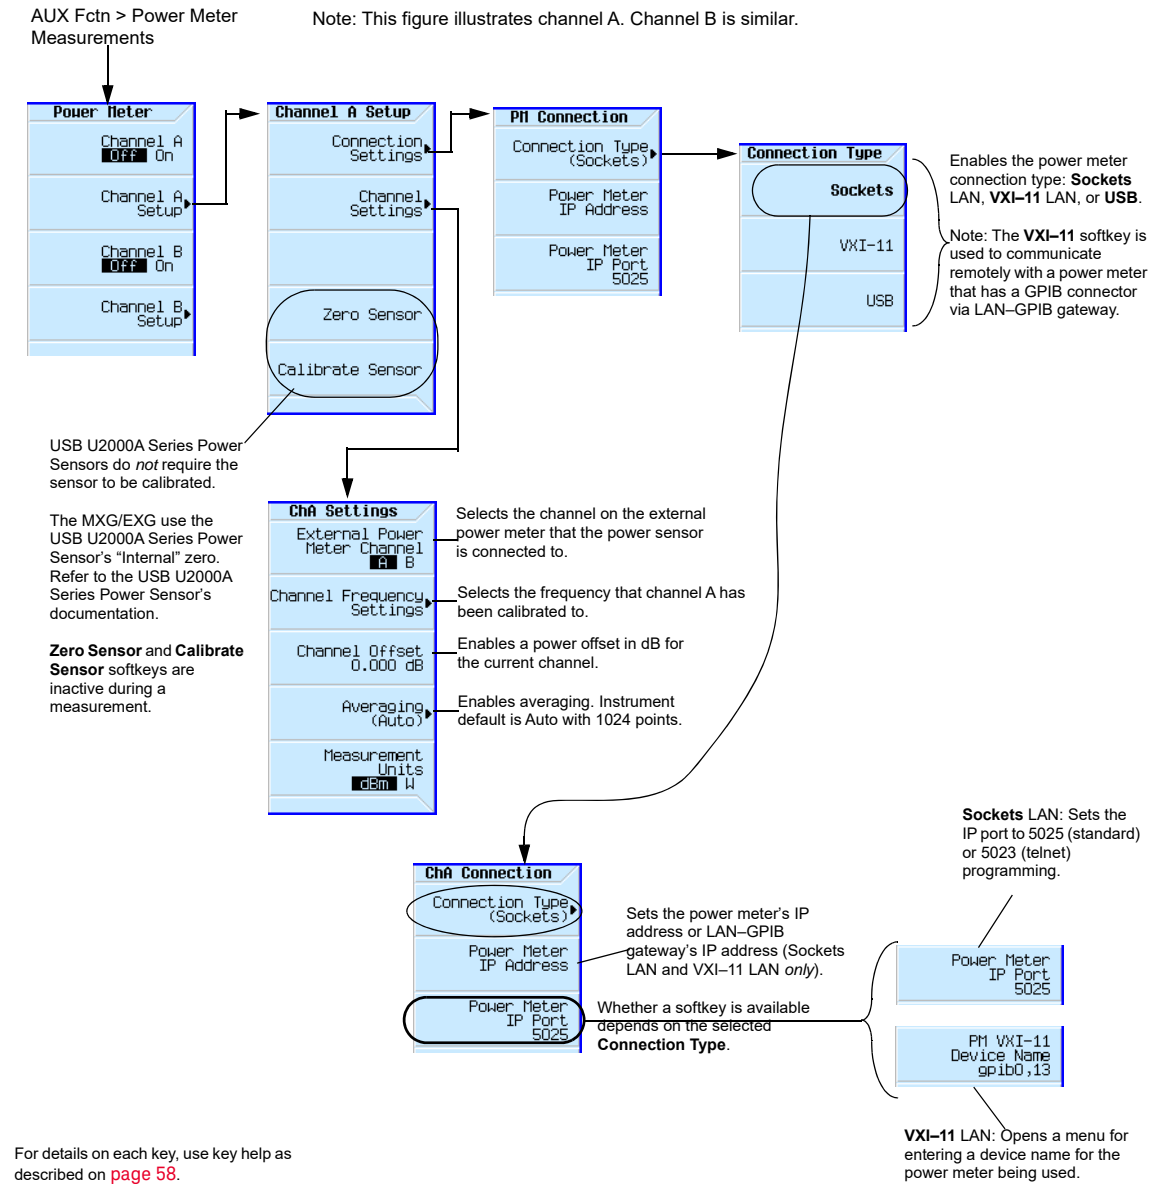 AUX Fctn > Power Meter
Measurements
Note: This figure illustrates channel A. Channel B is similar.
Power Meter
Channel A
Off On
Channel A
Setup
Channel B
Off On
Channel B
Setup
Channel A Setup
Connection
Settings
Channel
Settings
Zero Sensor
Calibrate Sensor
PM Connection
Connection Type
(Sockets)
Power Meter
IP Address
Power Meter
IP Port
5025
Connection Type
Sockets
VXI-11
USB
Enables the power meter
connection type: Sockets
LAN, VXI–11 LAN, or USB.
Note: The VXI–11 softkey is
used to communicate
remotely with a power meter
that has a GPIB connector
via LAN–GPIB gateway.
USB U2000A Series Power
Sensors do not require the
sensor to be calibrated.
The MXG/EXG use the
USB U2000A Series Power
Sensor’s “Internal” zero.
Refer to the USB U2000A
Series Power Sensor’s
documentation.
Zero Sensor and Calibrate
Sensor softkeys are
inactive during a
measurement.
ChA Settings
External Power
Meter Channel
A B
Channel Frequency
Settings
Channel Offset
0.000 dB
Averaging
(Auto)
Measurement
Units
dBm W
Selects the channel on the external
power meter that the power sensor
is connected to.
Selects the frequency that channel A has
been calibrated to.
Enables a power offset in dB for
the current channel.
Enables averaging. Instrument
default is Auto with 1024 points.
ChA Connection
Connection Type
(Sockets)
Power Meter
IP Address
Power Meter
IP Port
5025
Sets the power meter’s IP
address or LAN–GPIB
gateway’s IP address (Sockets
LAN and VXI–11 LAN only).
Whether a softkey is available
depends on the selected
Connection Type.
Sockets LAN: Sets the
IP port to 5025 (standard)
or 5023 (telnet)
programming.
Power Meter
IP Port
5025
PM VXI-11
Device Name
gpib0,13
VXI–11 LAN: Opens a menu for
entering a device name for the
power meter being used.
For details on each key, use key help as
described on page 58.